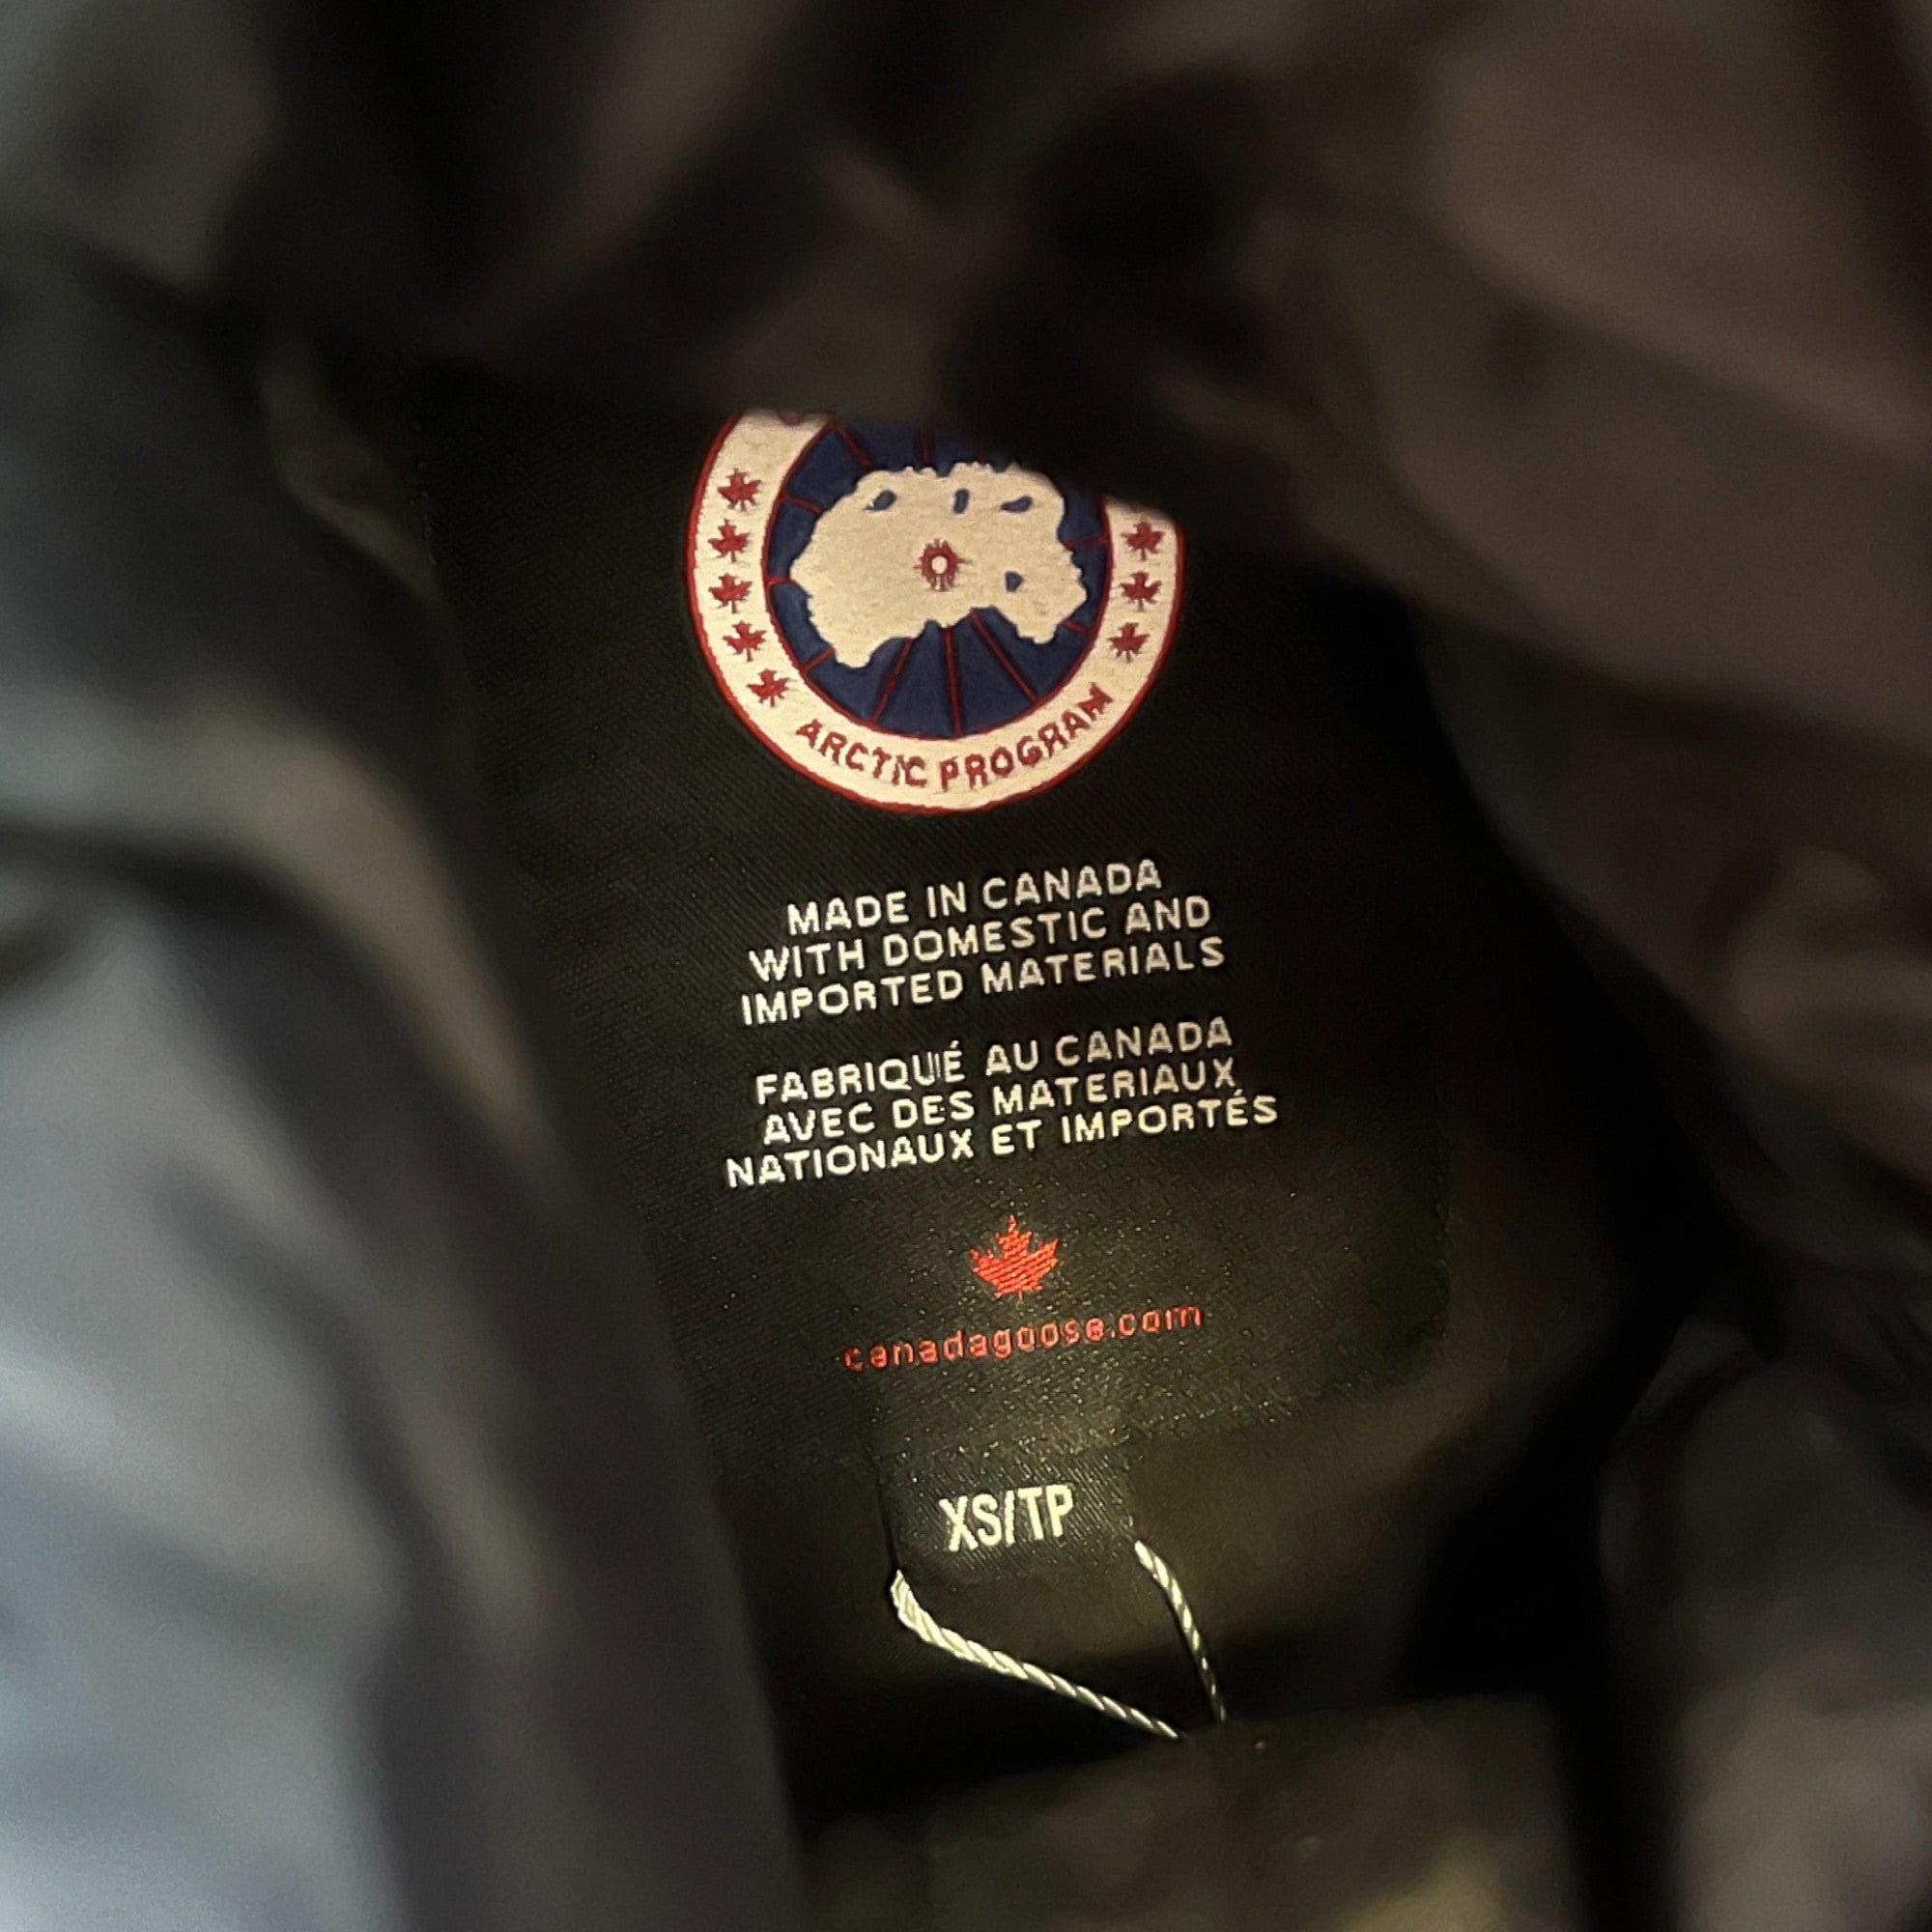 ARCTIC PROGRAM
MADE IN CANADA
WITH DOMESTIC AND
IMPORTED MATERIALS
FABRIQUÉ AU CANADA
AVEC DES MATERIAUX
NATIONAUX ET IMPORTÉS
canadagoose.com
XS/TP